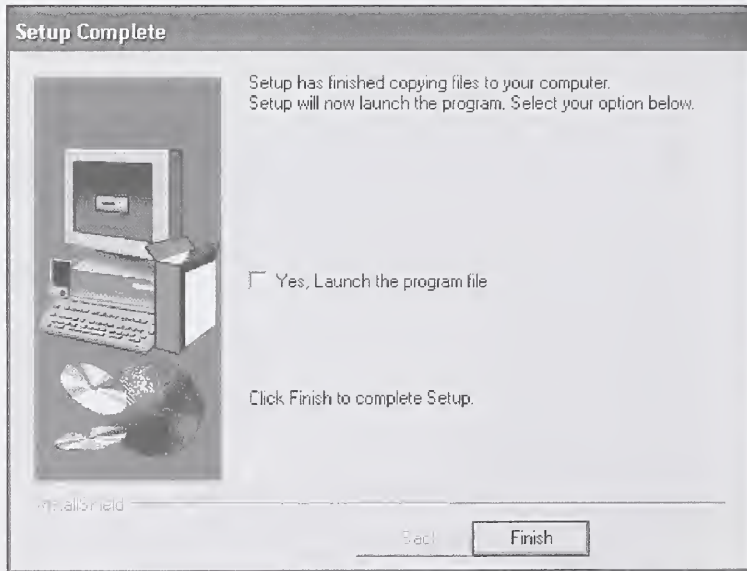 Setup Complete
Setup has finished copying files to your computer.
Setup will now launch the program. Select your option below.
Yes, Launch the program file
Click Finish to complete Setup.
InstallShield
Back
Finish